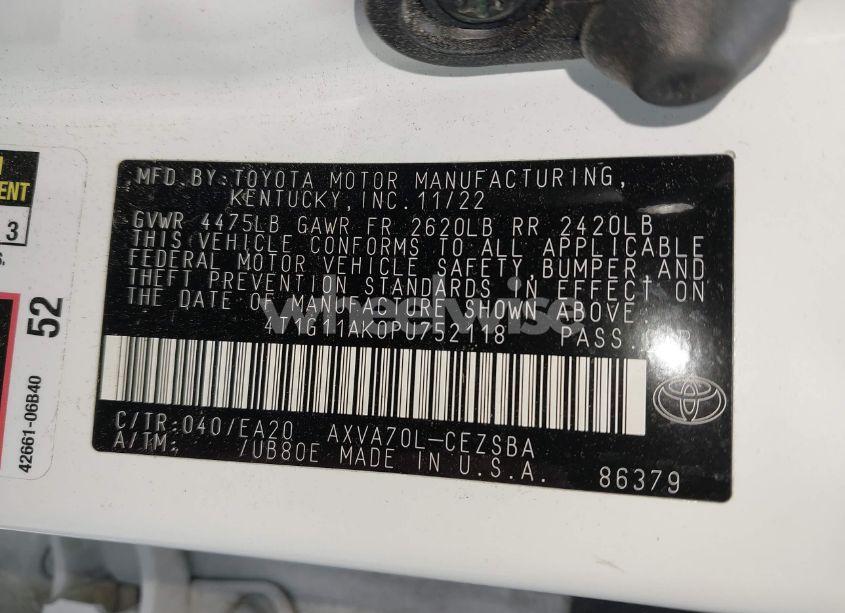 MFD BY: TOYOTA MOTOR MANUFACTURING,
KENTUCKY, INC. 11/22
GVWR 4475LB GAWR FR 2620LB RR 2420LB
THIS VEHICLE CONFORMS TO ALL APPLICABLE
FEDERAL MOTOR VEHICLE SAFETY, BUMPER, AND
THEFT PREVENTION STANDARDS IN EFFECT ON
THE DATE OF MANUFACTURE SHOWN ABOVE.
wheelwise
PASS.
C/TR: 040/EA20 AXVA70L-CEZSBA
A/TM: /UB80E MADE IN U.S.A.
86379
3
52
42661-06B40